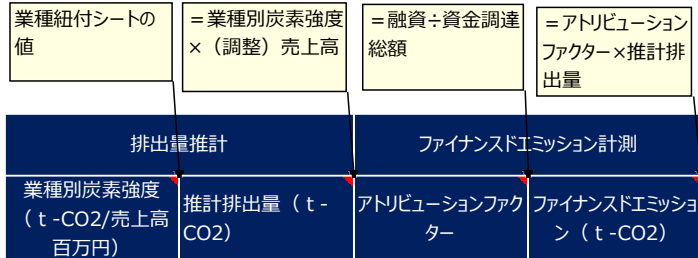 業種紐付シートの
値
＝業種別炭素強度
×（調整）売上高
＝融資÷資金調達
総額
＝アトリビューション
ファクター×推計排
出量
排出量推計
ファイナンスドエミッション計測
業種別炭素強度
（ｔ-CO2/売上高
百万円）
推計排出量（ｔ-
CO2）
アトリビューションファク
ター
ファイナンスドエミッショ
ン（ｔ-CO2）